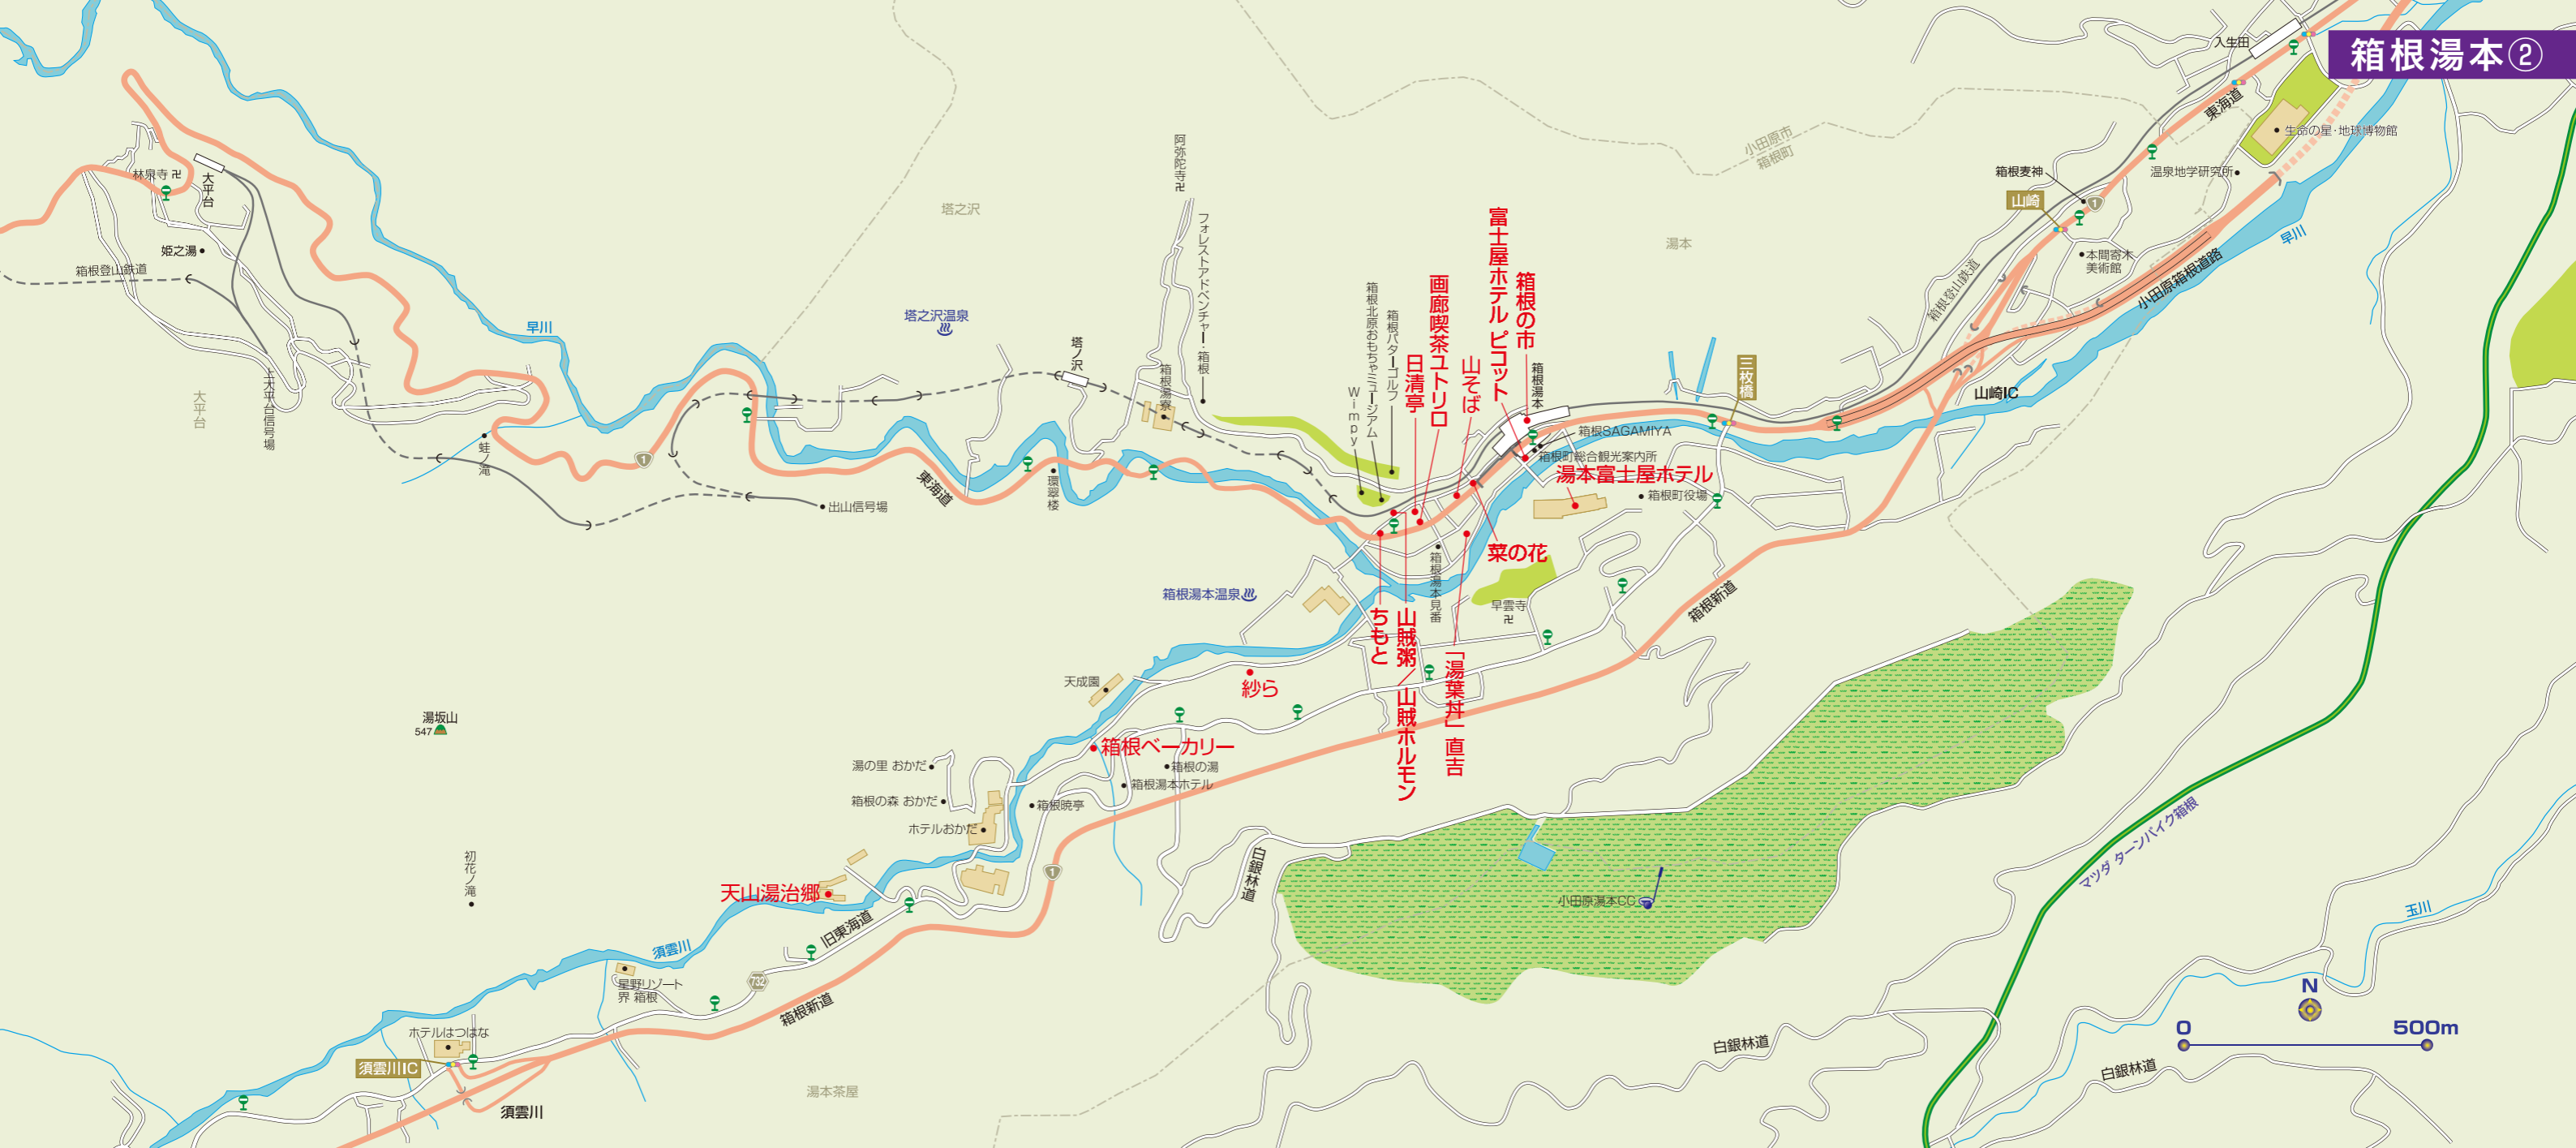 箱根湯本②
入生田
東海道
生命の星・地球博物館
温泉地学研究所
箱根麦神
山崎
1
早川
本間寄木
美術館
小田原箱根道路
箱根登山鉄道
小田原市
箱根町
湯本
山崎IC
三枚橋
阿弥陀寺
フォレストアドベンチャー・箱根
塔之沢
塔之沢温泉
塔ノ沢
箱根湯寮
林泉寺
大平台
姫之湯
箱根登山鉄道
上大平台信号場
大平台
早川
蛙ノ滝
1
出山信号場
東海道
環翠楼
富士屋ホテル ピコット
箱根の市
画廊喫茶ユトリロ
日清亭
山そば
箱根北原おもちゃミュージアム
箱根パターゴルフ
Wimpy
箱根湯本
箱根SAGAMIYA
箱根町総合観光案内所
湯本富士屋ホテル
箱根町役場
菜の花
箱根湯本見番
早雲寺
箱根新道
箱根湯本温泉
ちもと
山賊粥
山賊ホルモン
「湯葉丼」直吉
紗ら
天成園
箱根ベーカリー
箱根の湯
箱根湯本ホテル
湯の里 おかだ
箱根の森 おかだ
ホテルおかだ
箱根暁亭
湯坂山
547
初花ノ滝
天山湯治郷
1
白銀林道
旧東海道
須雲川
星野リゾート
界 箱根
732
箱根新道
ホテルはつはな
須雲川IC
須雲川
湯本茶屋
小田原湯本CC
マツダ ターンパイク箱根
玉川
白銀林道
白銀林道
N
0
500m